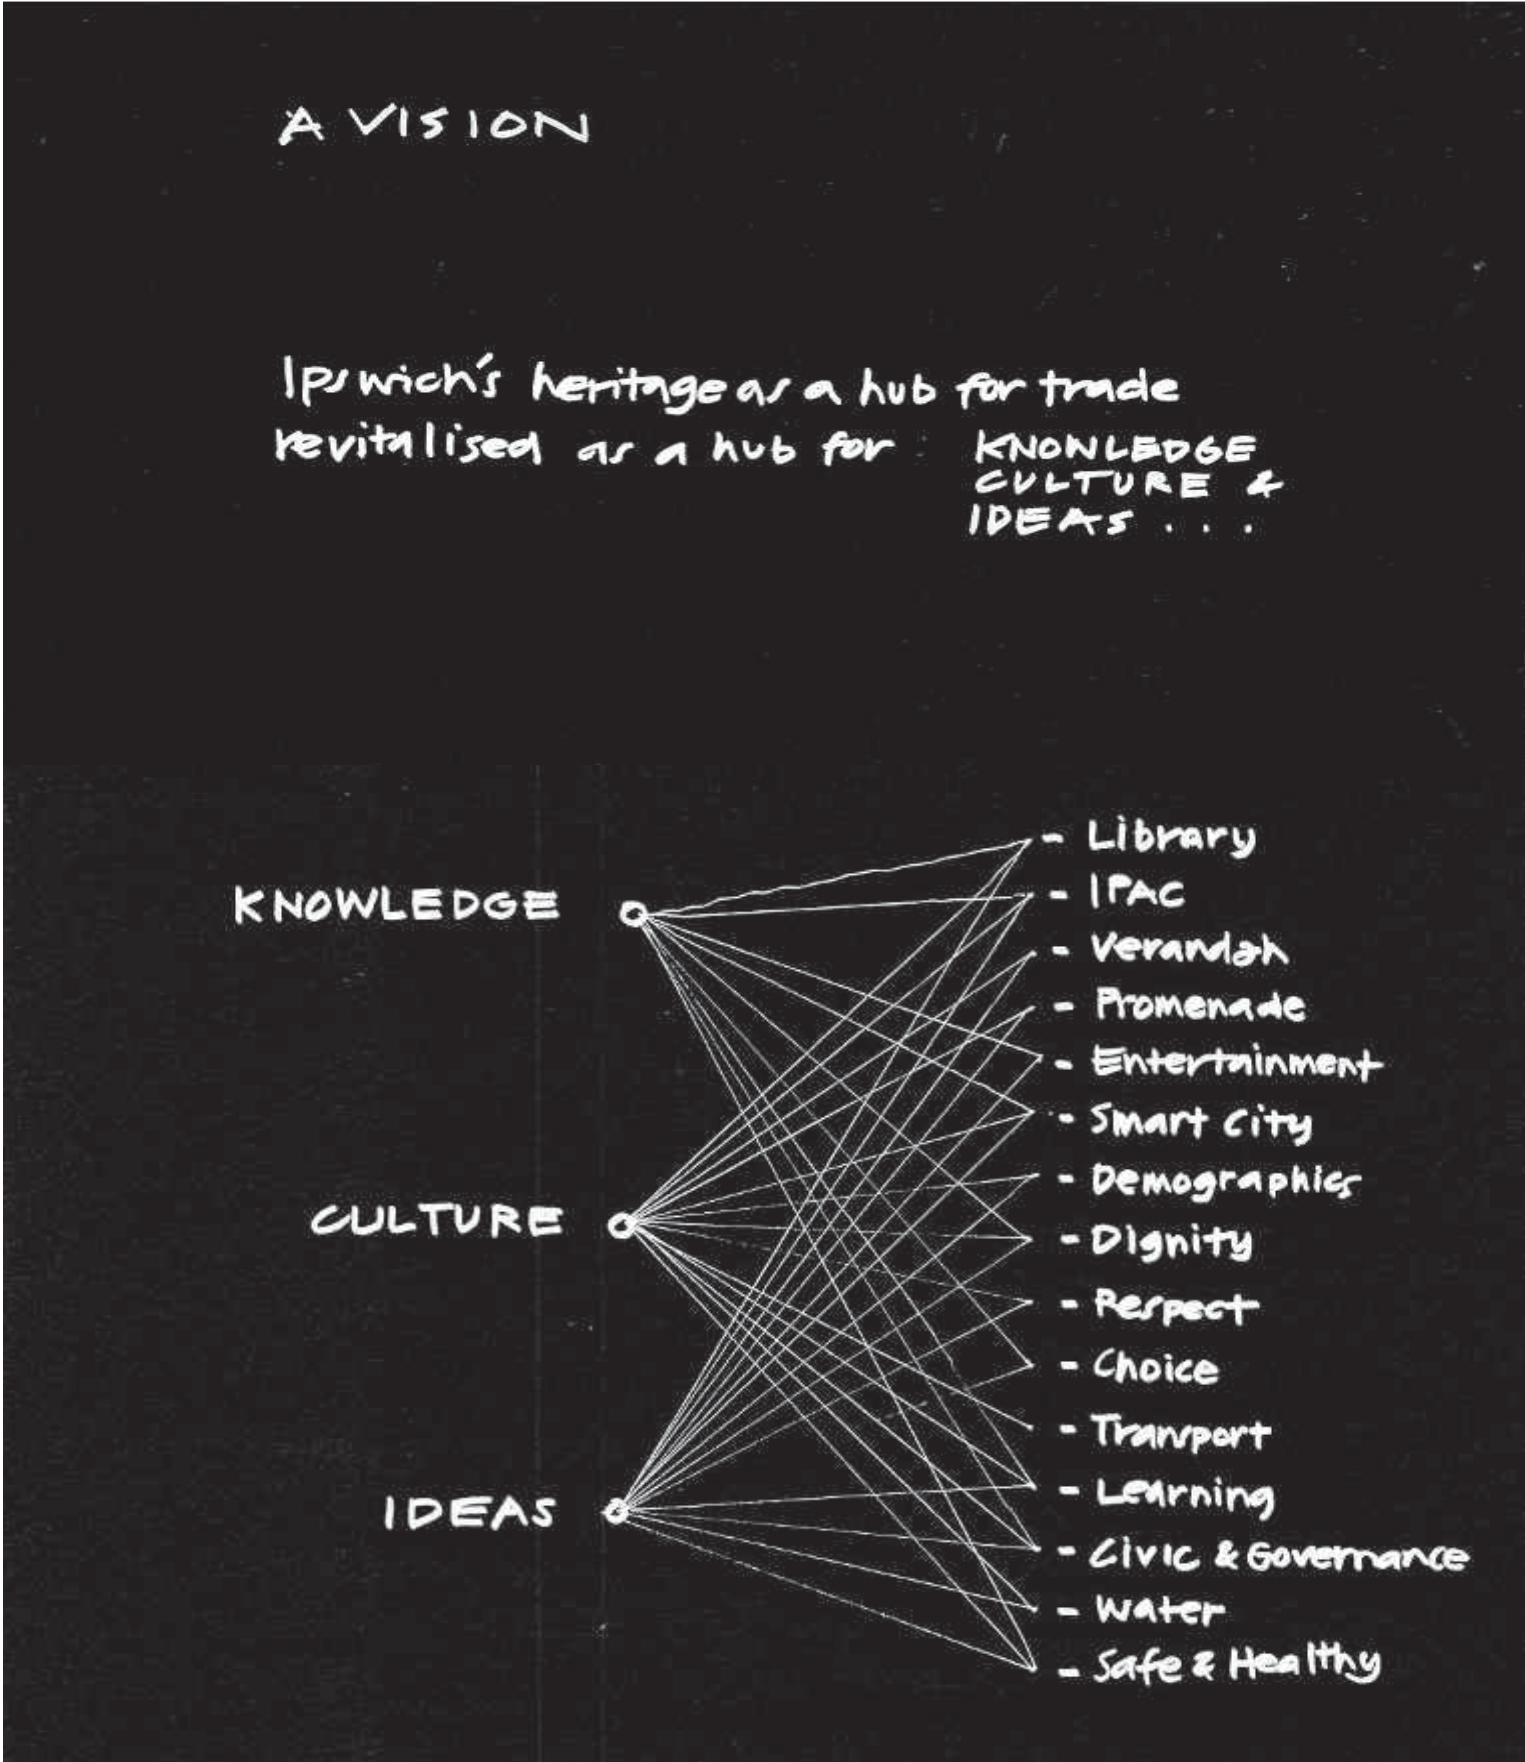 A VISION
Ipswich's heritage as a hub for trade
revitalised as a hub for KNOWLEDGE
CULTURE &
IDEAS . . .
KNOWLEDGE
CULTURE
IDEAS
- Library
- IPAC
- Verandah
- Promenade
- Entertainment
- Smart City
- Demographics
- Dignity
- Respect
- Choice
- Transport
- Learning
- Civic & Governance
- Water
- Safe & Healthy